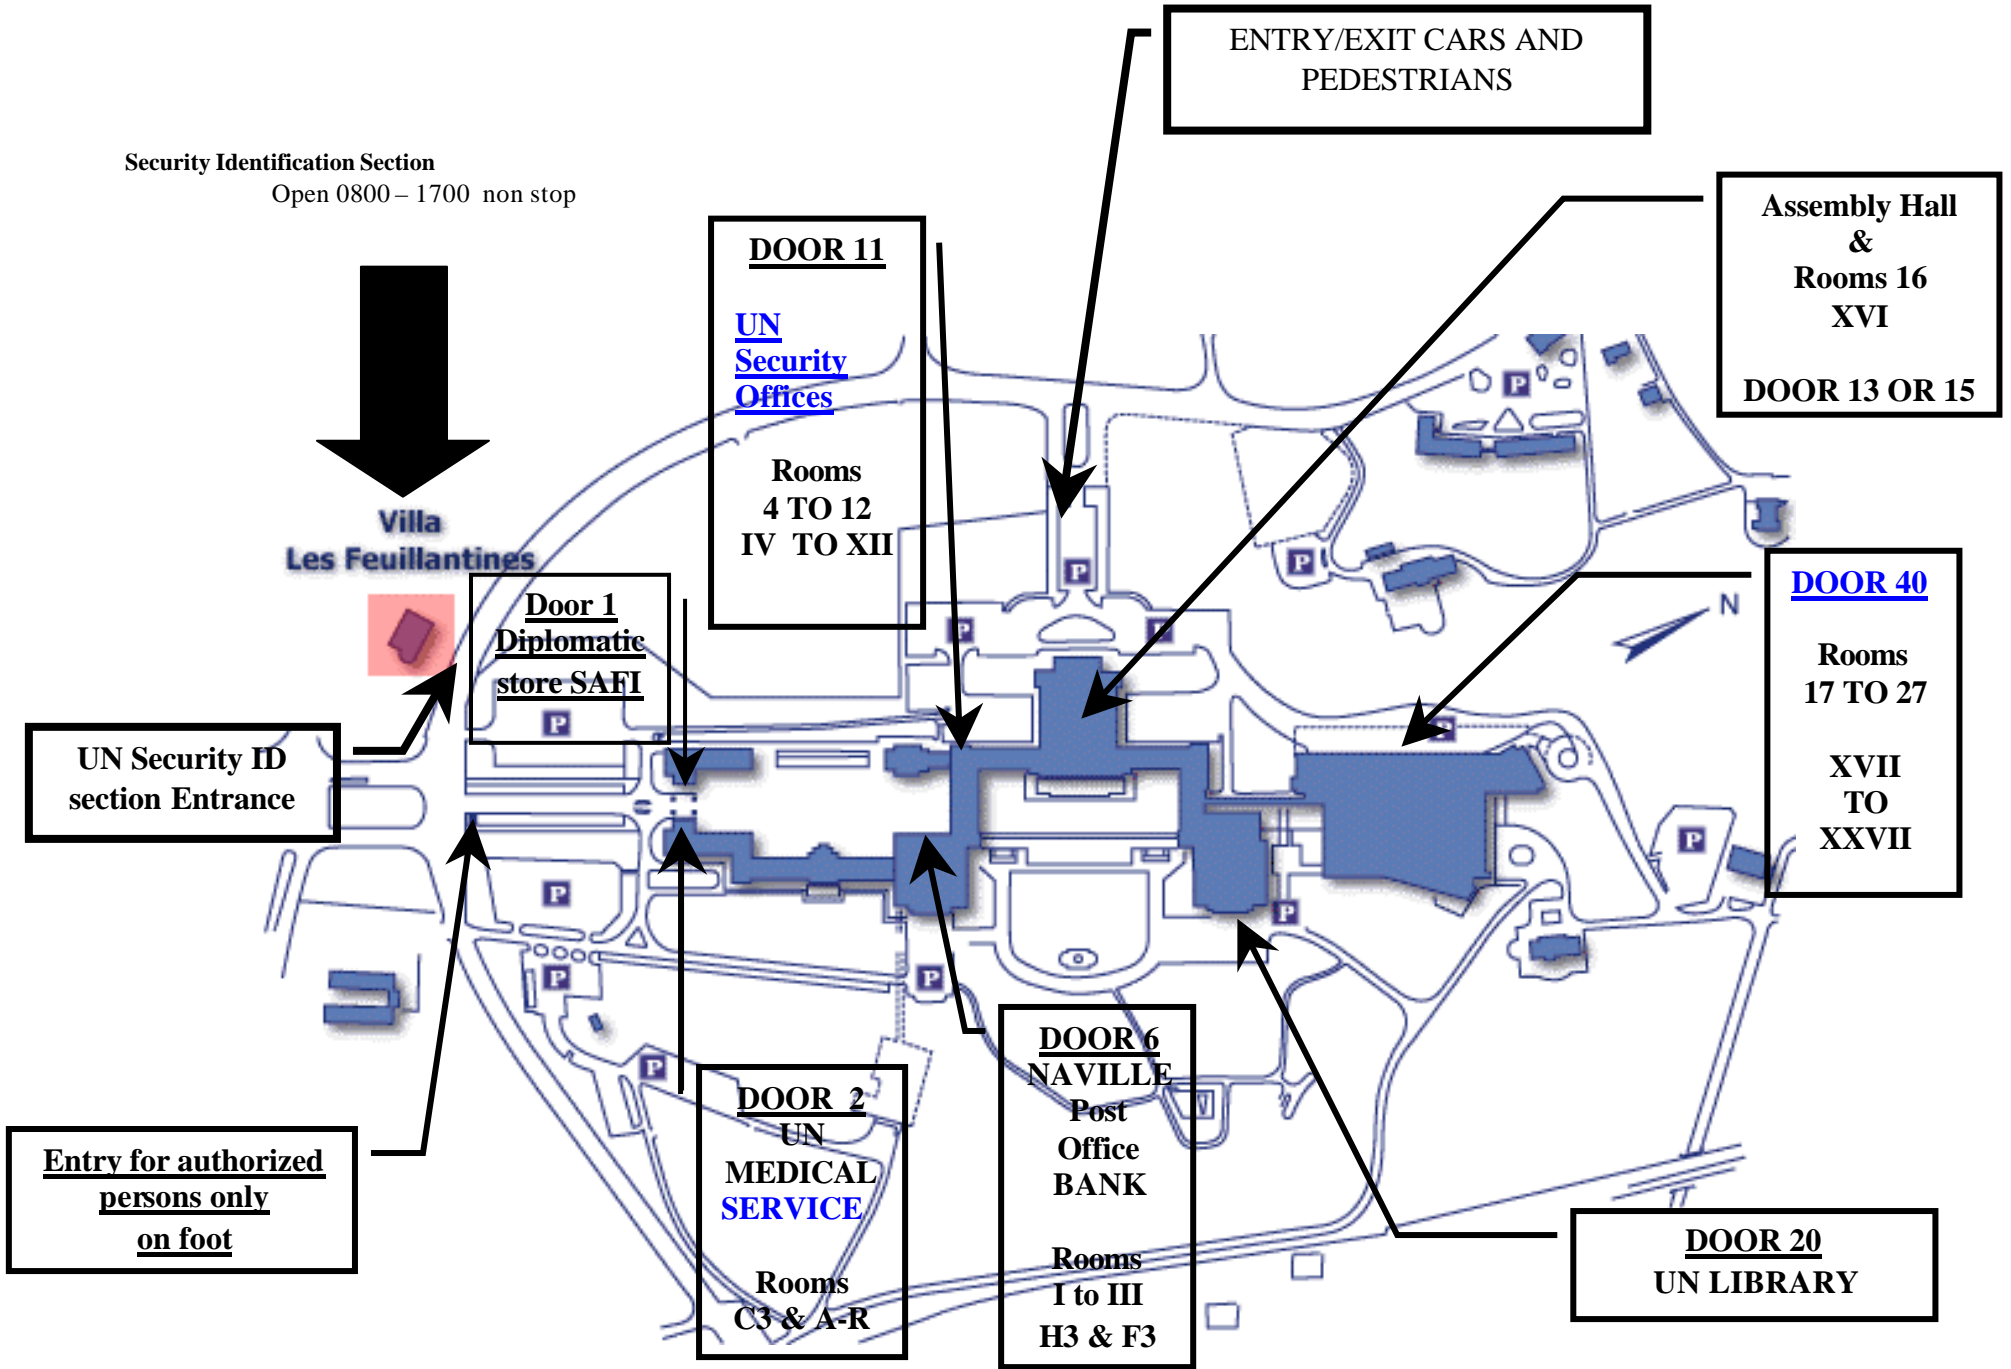 ENTRY/EXIT CARS AND
PEDESTRIANS
Security Identification Section
Open 0800 – 1700 non stop
Assembly Hall
&
Rooms 16
XVI
DOOR 13 OR 15
DOOR 11
UN
Security
Offices
Rooms
4 TO 12
IV TO XII
Villa
Les Feuillantines
Door 1
Diplomatic
store SAFI
DOOR 40
Rooms
17 TO 27
XVII
TO
XXVII
N
UN Security ID
section Entrance
P
P
P
P
P
P
P
P
P
P
P
P
P
Entry for authorized
persons only
on foot
DOOR 2
UN
MEDICAL
SERVICE
Rooms
C3 & A-R
DOOR 6
NAVILLE
Post
Office
BANK
Rooms
I to III
H3 & F3
DOOR 20
UN LIBRARY